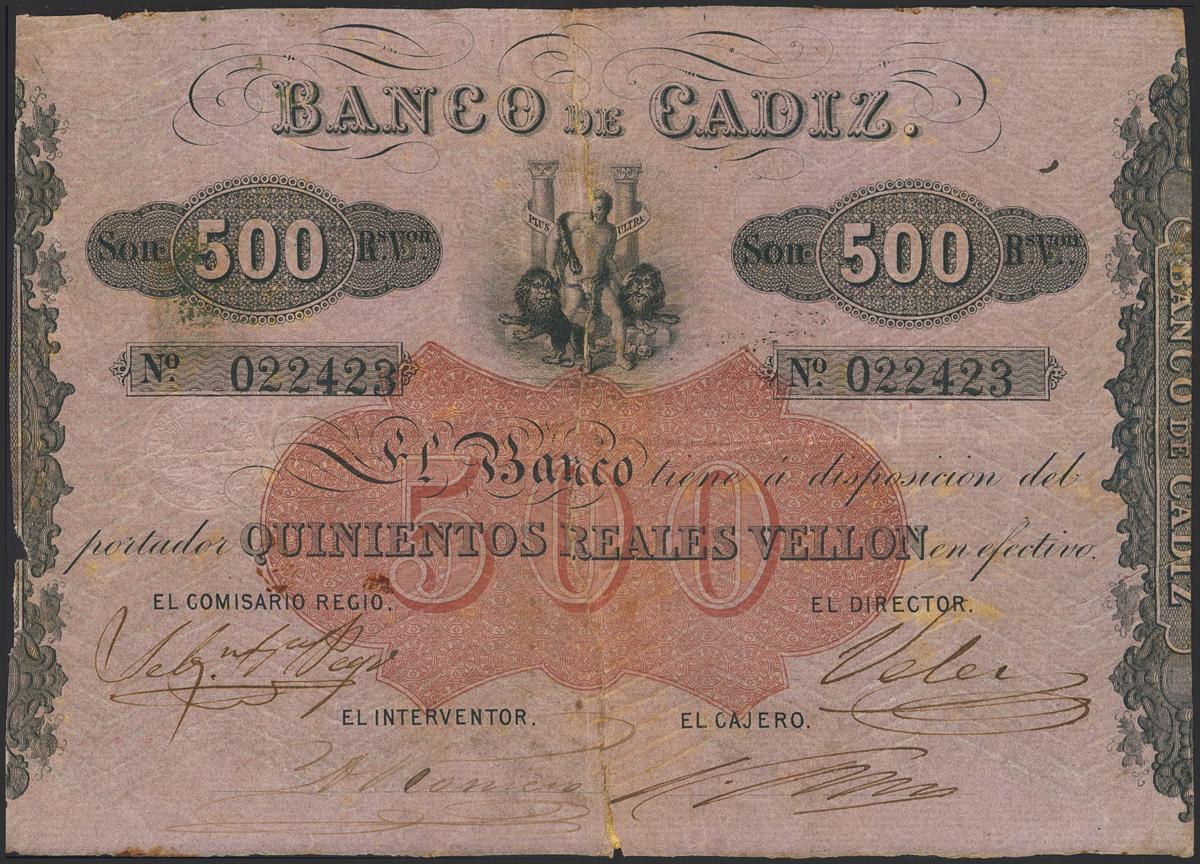 BANCO DE CADIZ.
PLUS ULTRA
Son 500 Rs. Von.
Son: 500 Rs. Von.
No. 022423
No. 022423
500
El Banco tiene á disposicion del
portador QUINIENTOS REALES VELLON en efectivo.
EL COMISARIO REGIO.
EL DIRECTOR.
EL INTERVENTOR.
EL CAJERO.
BANCO DE CADIZ